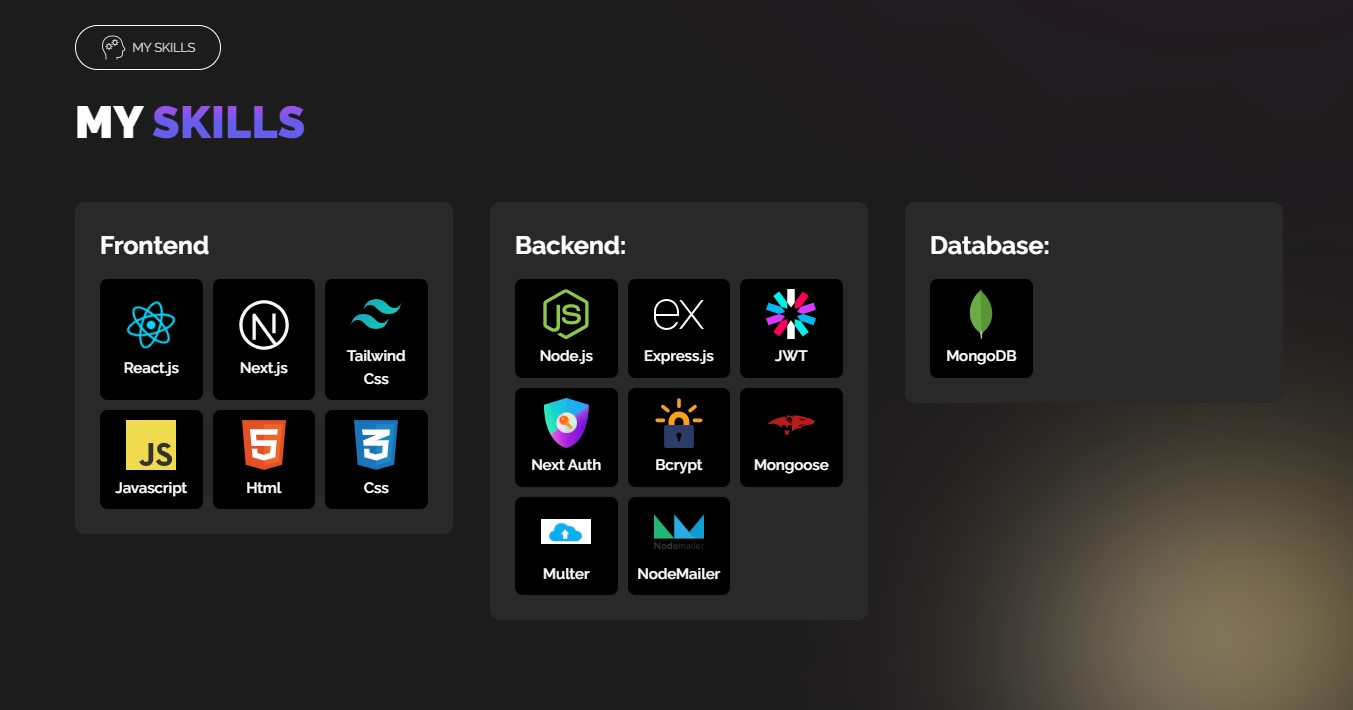 MY SKILLS
MY SKILLS
Frontend
React.js
Next.js
Tailwind
Css
JS
Javascript
5
Html
3
Css
Backend:
JS
Node.js
ex
Express.js
JWT
Next Auth
Bcrypt
Mongoose
Multer
Nodemailer
NodeMailer
Database:
MongoDB